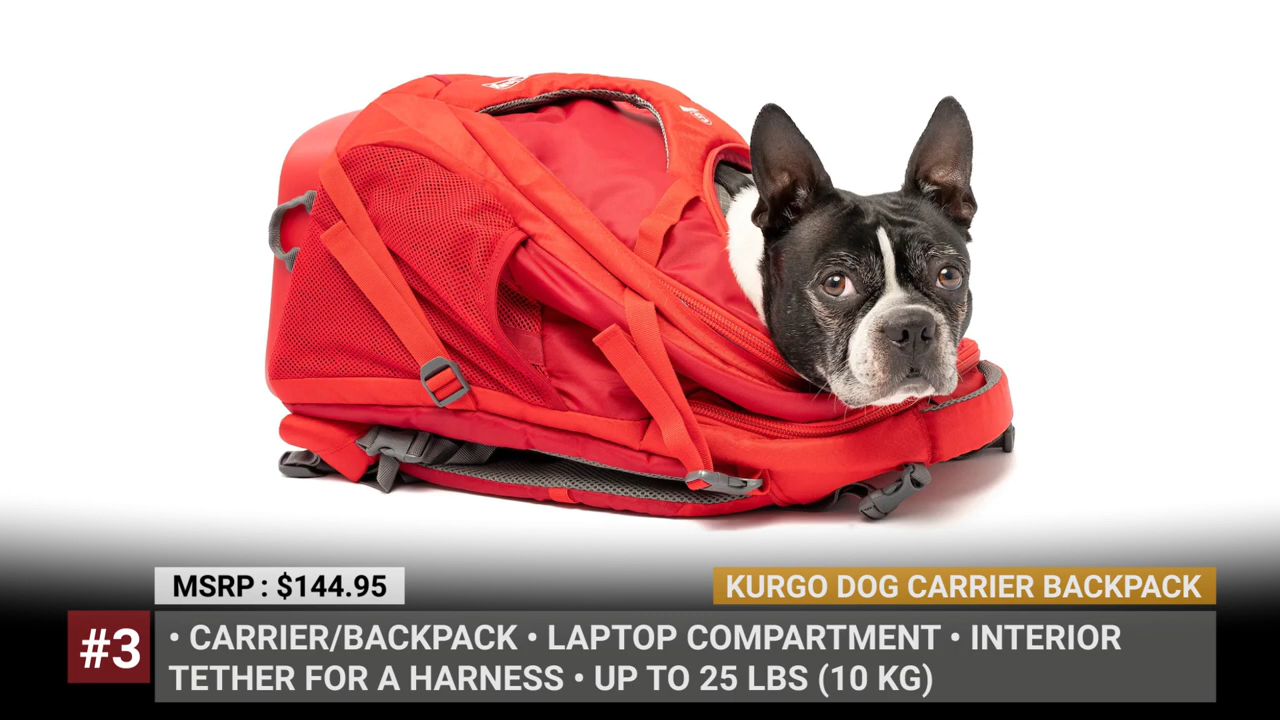 MSRP : $144.95
KURGO DOG CARRIER BACKPACK
#3
• CARRIER/BACKPACK • LAPTOP COMPARTMENT • INTERIOR
TETHER FOR A HARNESS • UP TO 25 LBS (10 KG)